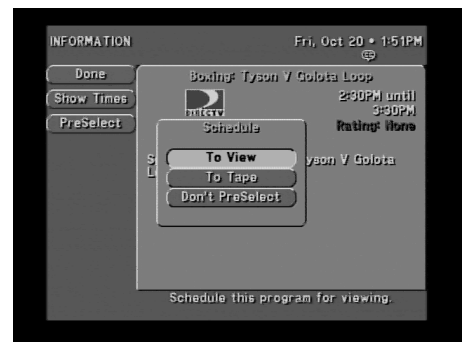 INFORMATION
Fri, Oct 20 • 1:51PM
Done
Show Times
PreSelect
Boxing: Tyson V Golota Loop
DIRECTV
2:30PM until
3:30PM
Rating: None
Schedule
To View
To Tape
Don't PreSelect
S
yson V Golota
L
Schedule this program for viewing.